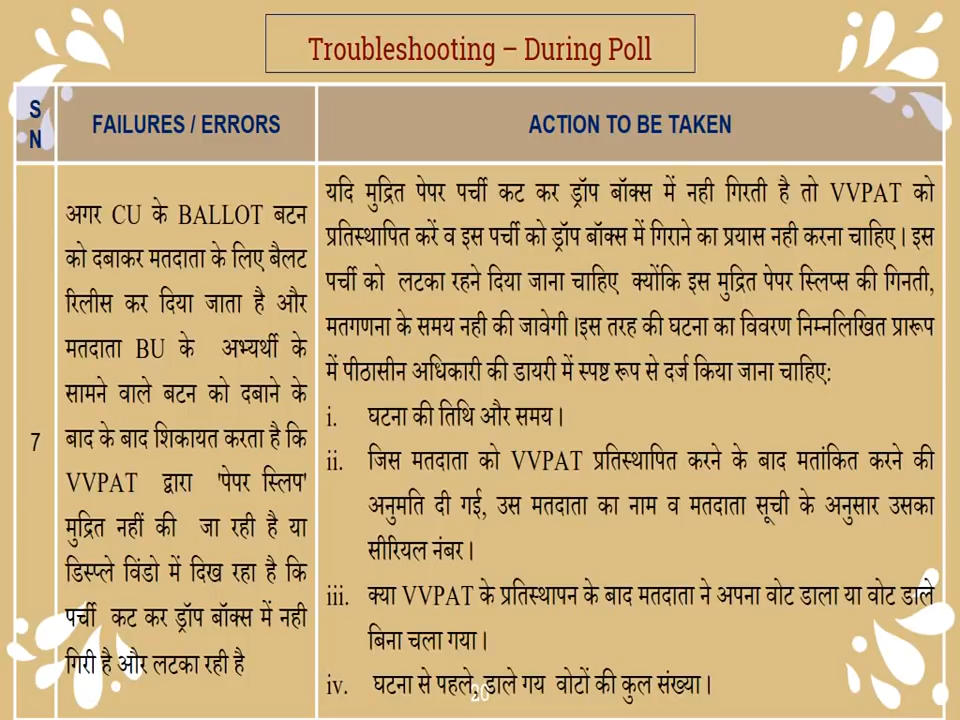 Troubleshooting – During Poll
S
N
FAILURES / ERRORS
ACTION TO BE TAKEN
7
अगर CU के BALLOT बटन
को दबाकर मतदाता के लिए बैलट
रिलीस कर दिया जाता है और
मतदाता BU के अभ्यर्थी के
सामने वाले बटन को दबाने के
बाद के बाद शिकायत करता है कि
VVPAT द्वारा 'पेपर स्लिप'
मुद्रित नहीं की जा रही है या
डिस्प्ले विंडो में दिख रहा है कि
पर्ची कट कर ड्रॉप बॉक्स में नही
गिरी है और लटका रही है
यदि मुद्रित पेपर पर्ची कट कर ड्रॉप बॉक्स में नही गिरती है तो VVPAT को
प्रतिस्थापित करें व इस पर्ची को ड्रॉप बॉक्स में गिराने का प्रयास नही करना चाहिए। इस
पर्ची को लटका रहने दिया जाना चाहिए क्योंकि इस मुद्रित पेपर स्लिप्स की गिनती,
मतगणना के समय नही की जावेगी।इस तरह की घटना का विवरण निम्नलिखित प्रारूप
में पीठासीन अधिकारी की डायरी में स्पष्ट रूप से दर्ज किया जाना चाहिए:
i. घटना की तिथि और समय।
ii. जिस मतदाता को VVPAT प्रतिस्थापित करने के बाद मतांकित करने की
अनुमति दी गई, उस मतदाता का नाम व मतदाता सूची के अनुसार उसका
सीरियल नंबर।
iii. क्या VVPAT के प्रतिस्थापन के बाद मतदाता ने अपना वोट डाला या वोट डाले
बिना चला गया।
iv. घटना से पहले, डाले गय वोटों की कुल संख्या।
20